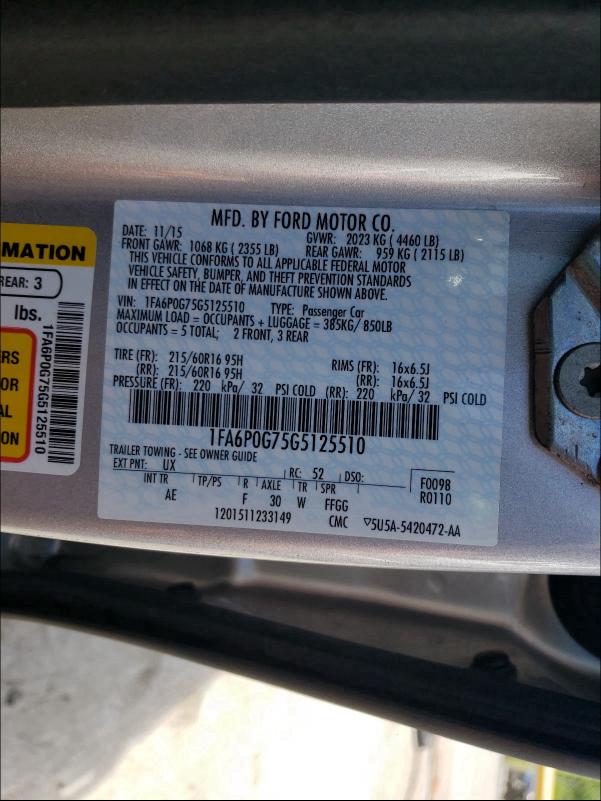 MFD. BY FORD MOTOR CO.
DATE: 11/15 GVWR: 2023 KG ( 4460 LB)
FRONT GAWR: 1068 KG ( 2355 LB) REAR GAWR: 959 KG ( 2115 LB)
THIS VEHICLE CONFORMS TO ALL APPLICABLE FEDERAL MOTOR
VEHICLE SAFETY, BUMPER, AND THEFT PREVENTION STANDARDS
IN EFFECT ON THE DATE OF MANUFACTURE SHOWN ABOVE.
VIN: 1FA6P0G75G5125510 TYPE: Passenger Car
MAXIMUM LOAD = OCCUPANTS + LUGGAGE = 385KG/ 850LB
OCCUPANTS = 5 TOTAL; 2 FRONT, 3 REAR
TIRE (FR): 215/60R16 95H RIMS (FR): 16x6.5J
(RR): 215/60R16 95H (RR): 16x6.5J
PRESSURE (FR): 220 kPa/ 32 PSI COLD (RR): 220 kPa/ 32 PSI COLD
1FA6P0G75G5125510
TRAILER TOWING - SEE OWNER GUIDE
EXT PNT: UX RC: 52 DSO:
INT TR TP/PS R AXLE TR SPR F0098
AE F 30 W FFGG R0110
1201511233149 CMC ▽5U5A-5420472-AA
RMATION
REAR: 3
lbs.
1FA6P0G75G5125510
ERS
OR
AL
ION